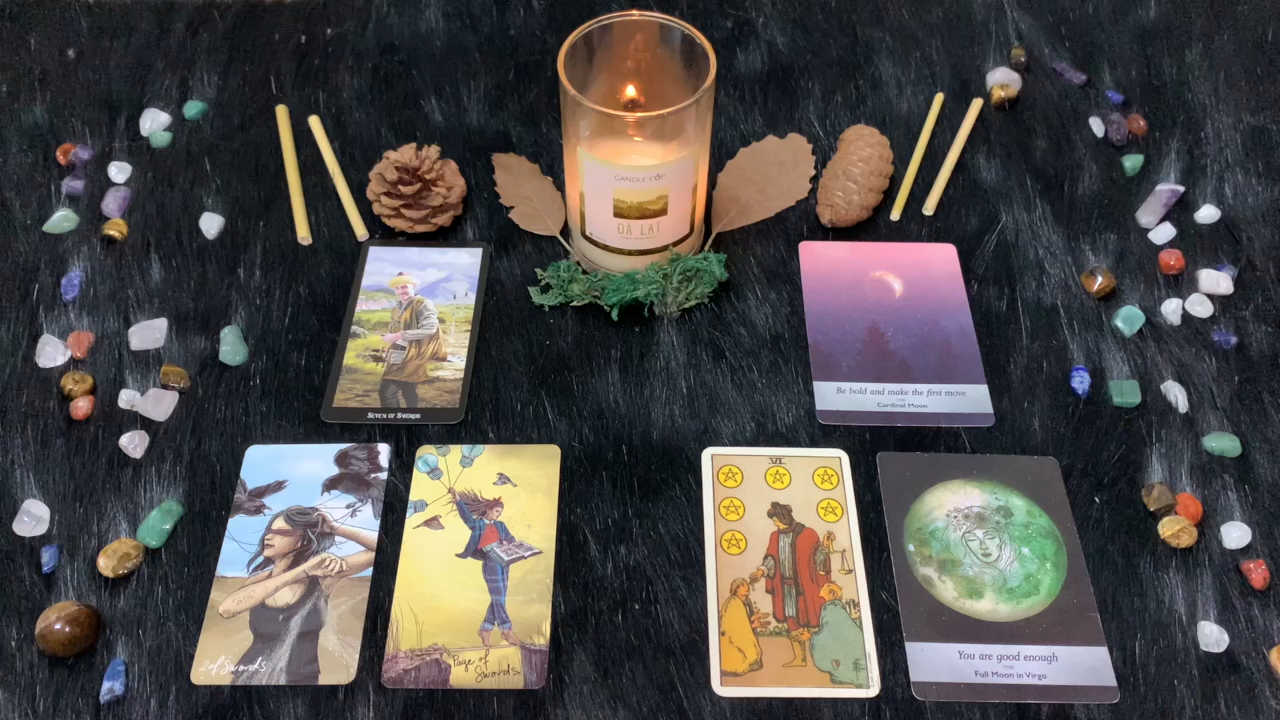 CANDLE CUP
ĐÀ LẠT
SEVEN OF SWORDS
Be bold and make the first move
Cardinal Moon
2 of Swords
Page of
Swords
VI
You are good enough
Full Moon in Virgo